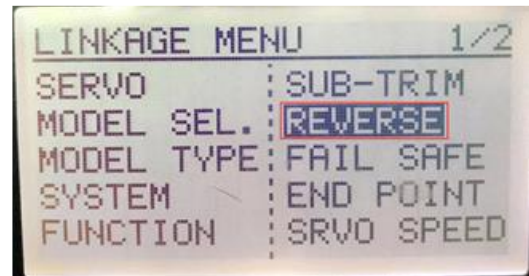 LINKAGE MENU 1/2
SERVO SUB-TRIM
MODEL SEL. REVERSE
MODEL TYPE FAIL SAFE
SYSTEM END POINT
FUNCTION SRVO SPEED